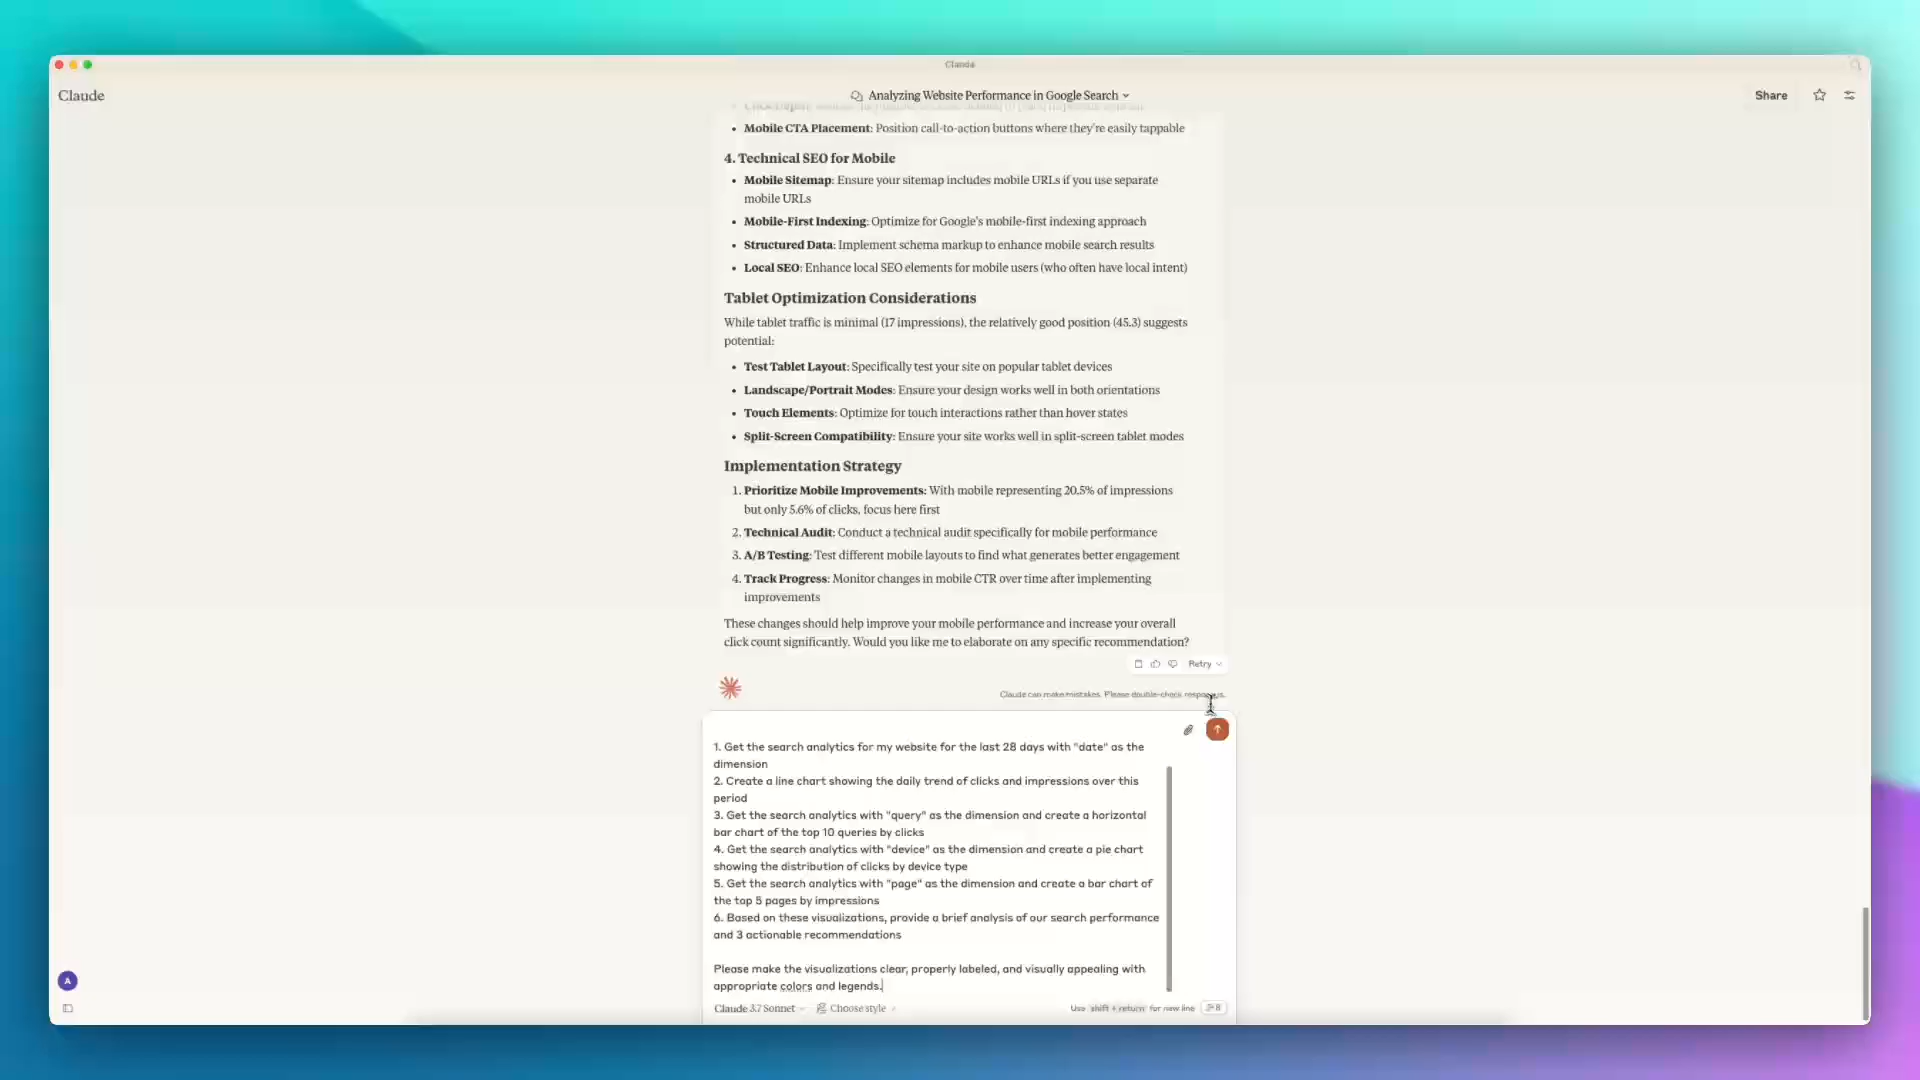 Claude
Claude
Analyzing Website Performance in Google Search
Share
• Mobile CTA Placement: Position call-to-action buttons where they're easily tappable
4. Technical SEO for Mobile
• Mobile Sitemap: Ensure your sitemap includes mobile URLs if you use separate
mobile URLs
• Mobile-First Indexing: Optimize for Google's mobile-first indexing approach
• Structured Data: Implement schema markup to enhance mobile search results
• Local SEO: Enhance local SEO elements for mobile users (who often have local intent)
Tablet Optimization Considerations
While tablet traffic is minimal (17 impressions), the relatively good position (45.3) suggests
potential:
• Test Tablet Layout: Specifically test your site on popular tablet devices
• Landscape/Portrait Modes: Ensure your design works well in both orientations
• Touch Elements: Optimize for touch interactions rather than hover states
• Split-Screen Compatibility: Ensure your site works well in split-screen tablet modes
Implementation Strategy
1. Prioritize Mobile Improvements: With mobile representing 20.5% of impressions
but only 5.6% of clicks, focus here first
2. Technical Audit: Conduct a technical audit specifically for mobile performance
3. A/B Testing: Test different mobile layouts to find what generates better engagement
4. Track Progress: Monitor changes in mobile CTR over time after implementing
improvements
These changes should help improve your mobile performance and increase your overall
click count significantly. Would you like me to elaborate on any specific recommendation?
Retry
Claude can make mistakes. Please double-check responses.
1. Get the search analytics for my website for the last 28 days with "date" as the
dimension
2. Create a line chart showing the daily trend of clicks and impressions over this
period
3. Get the search analytics with "query" as the dimension and create a horizontal
bar chart of the top 10 queries by clicks
4. Get the search analytics with "device" as the dimension and create a pie chart
showing the distribution of clicks by device type
5. Get the search analytics with "page" as the dimension and create a bar chart of
the top 5 pages by impressions
6. Based on these visualizations, provide a brief analysis of our search performance
and 3 actionable recommendations
Please make the visualizations clear, properly labeled, and visually appealing with
appropriate colors and legends.
A
Claude 3.7 Sonnet
Choose style
Use shift + return for new line
8